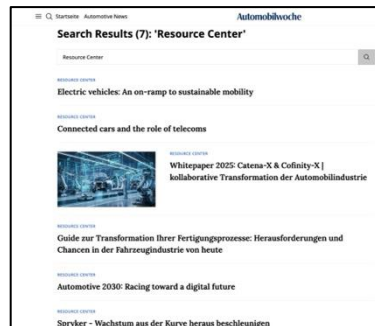 Startseite Automotive News
Automobilwoche
Search Results (7): 'Resource Center'
Resource Center
RESOURCE CENTER
Electric vehicles: An on-ramp to sustainable mobility
RESOURCE CENTER
Connected cars and the role of telecoms
RESOURCE CENTER
Whitepaper 2025: Catena-X & Cofinity-X |
kollaborative Transformation der Automobilindustrie
RESOURCE CENTER
Guide zur Transformation Ihrer Fertigungsprozesse: Herausforderungen und
Chancen in der Fahrzeugindustrie von heute
RESOURCE CENTER
Automotive 2030: Racing toward a digital future
RESOURCE CENTER
Spryker - Wachstum aus der Kurve heraus beschleunigen